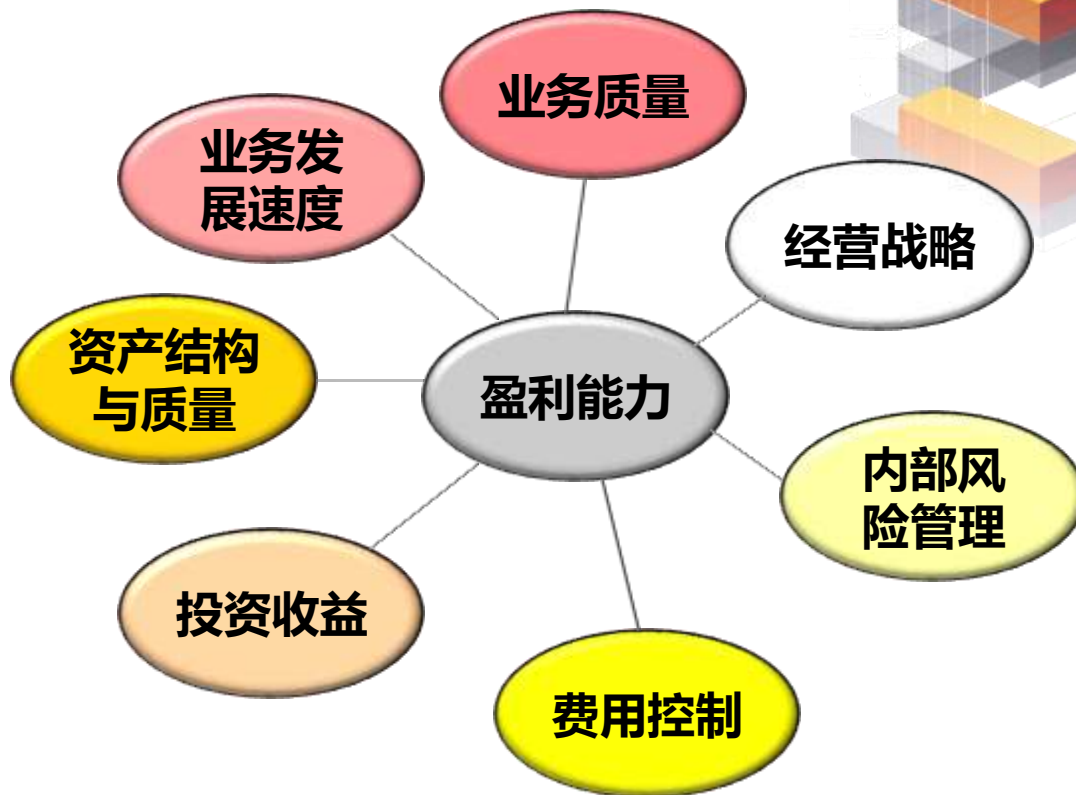 业务质量
业务发
展速度
经营战略
资产结构
与质量
盈利能力
内部风
险管理
投资收益
费用控制